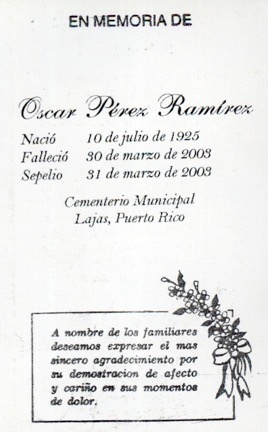 EN MEMORIA DE
Oscar Pérez Ramírez
Nació 10 de julio de 1925
Falleció 30 de marzo de 2003
Sepelio 31 de marzo de 2003
Cementerio Municipal
Lajas, Puerto Rico
A nombre de los familiares
deseamos expresar el mas
sincero agradecimiento por
su demostracion de afecto
y cariño en sus momentos
de dolor.